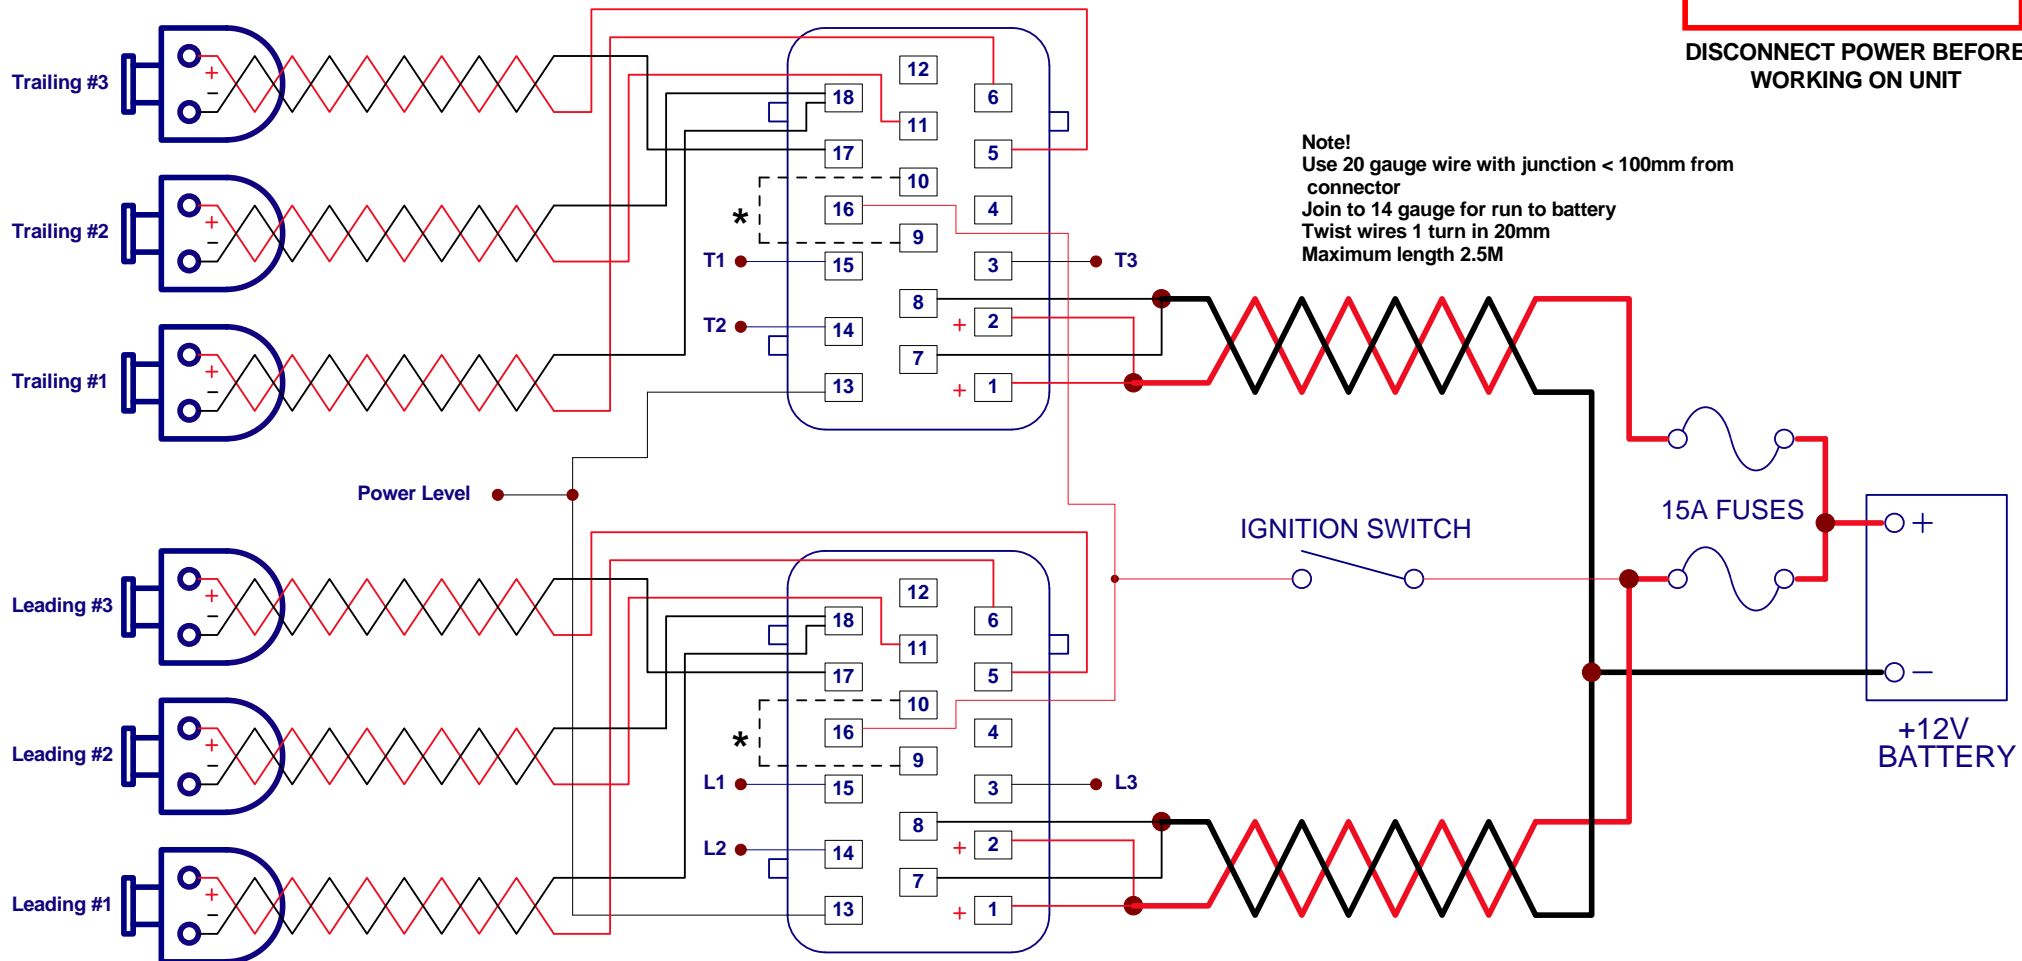 DISCONNECT POWER BEFORE
WORKING ON UNIT
Note!
Use 20 gauge wire with junction < 100mm from
connector
Join to 14 gauge for run to battery
Twist wires 1 turn in 20mm
Maximum length 2.5M
Trailing #3
+
−
Trailing #2
+
−
Trailing #1
+
−
12
18
6
11
17
5
10
*
16
4
9
T1
15
3
T3
8
T2
14
+
2
7
13
+
1
Power Level
15A FUSES
IGNITION SWITCH
+
−
+12V
BATTERY
Leading #3
+
−
Leading #2
+
−
Leading #1
+
−
12
18
6
11
17
5
10
*
16
4
9
L1
15
3
L3
8
L2
14
+
2
7
13
+
1